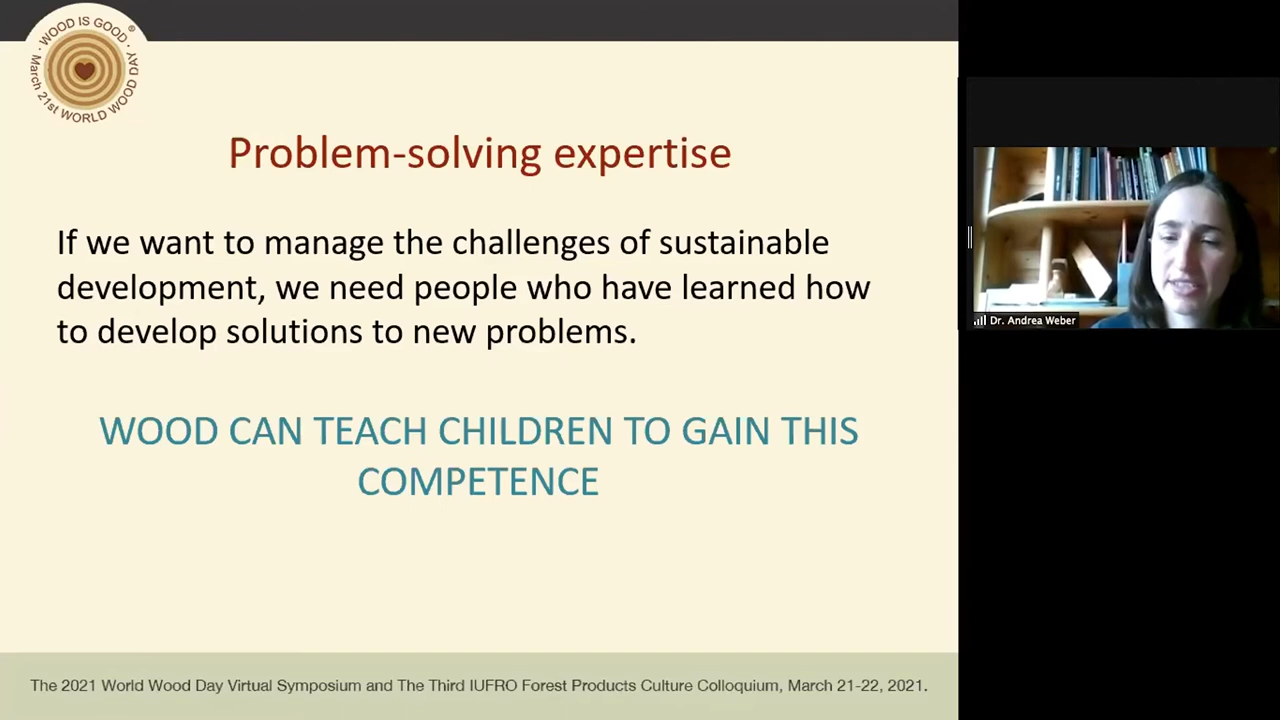 WOOD IS GOOD ®
March 21st WORLD WOOD DAY
Problem-solving expertise
If we want to manage the challenges of sustainable
development, we need people who have learned how
to develop solutions to new problems.
WOOD CAN TEACH CHILDREN TO GAIN THIS
COMPETENCE
Dr. Andrea Weber
The 2021 World Wood Day Virtual Symposium and The Third IUFRO Forest Products Culture Colloquium, March 21-22, 2021.